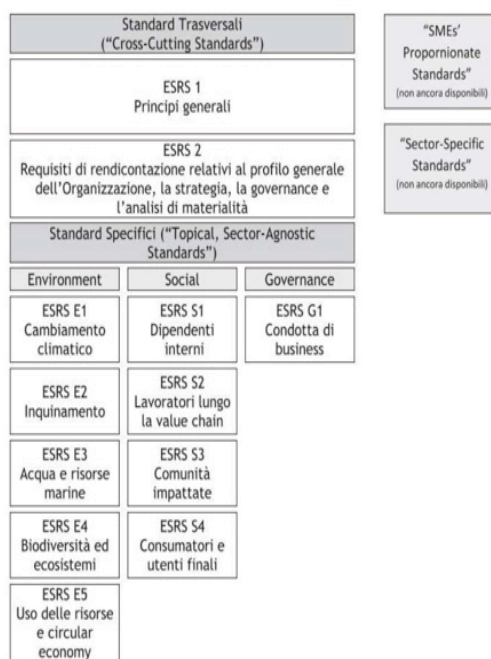 Standard Trasversali
("Cross-Cutting Standards")
ESRS 1
Principi generali
ESRS 2
Requisiti di rendicontazione relativi al profilo generale
dell'Organizzazione, la strategia, la governance e
l'analisi di materialità
Standard Specifici ("Topical, Sector-Agnostic
Standards")
Environment
Social
Governance
ESRS E1
Cambiamento
climatico
ESRS S1
Dipendenti
interni
ESRS G1
Condotta di
business
ESRS E2
Inquinamento
ESRS S2
Lavoratori lungo
la value chain
ESRS E3
Acqua e risorse
marine
ESRS S3
Comunità
impattate
ESRS E4
Biodiversità ed
ecosistemi
ESRS S4
Consumatori e
utenti finali
ESRS E5
Uso delle risorse
e circular
economy
"SMEs'
Propornionate
Standards"
(non ancora disponibili)
"Sector-Specific
Standards"
(non ancora disponibili)